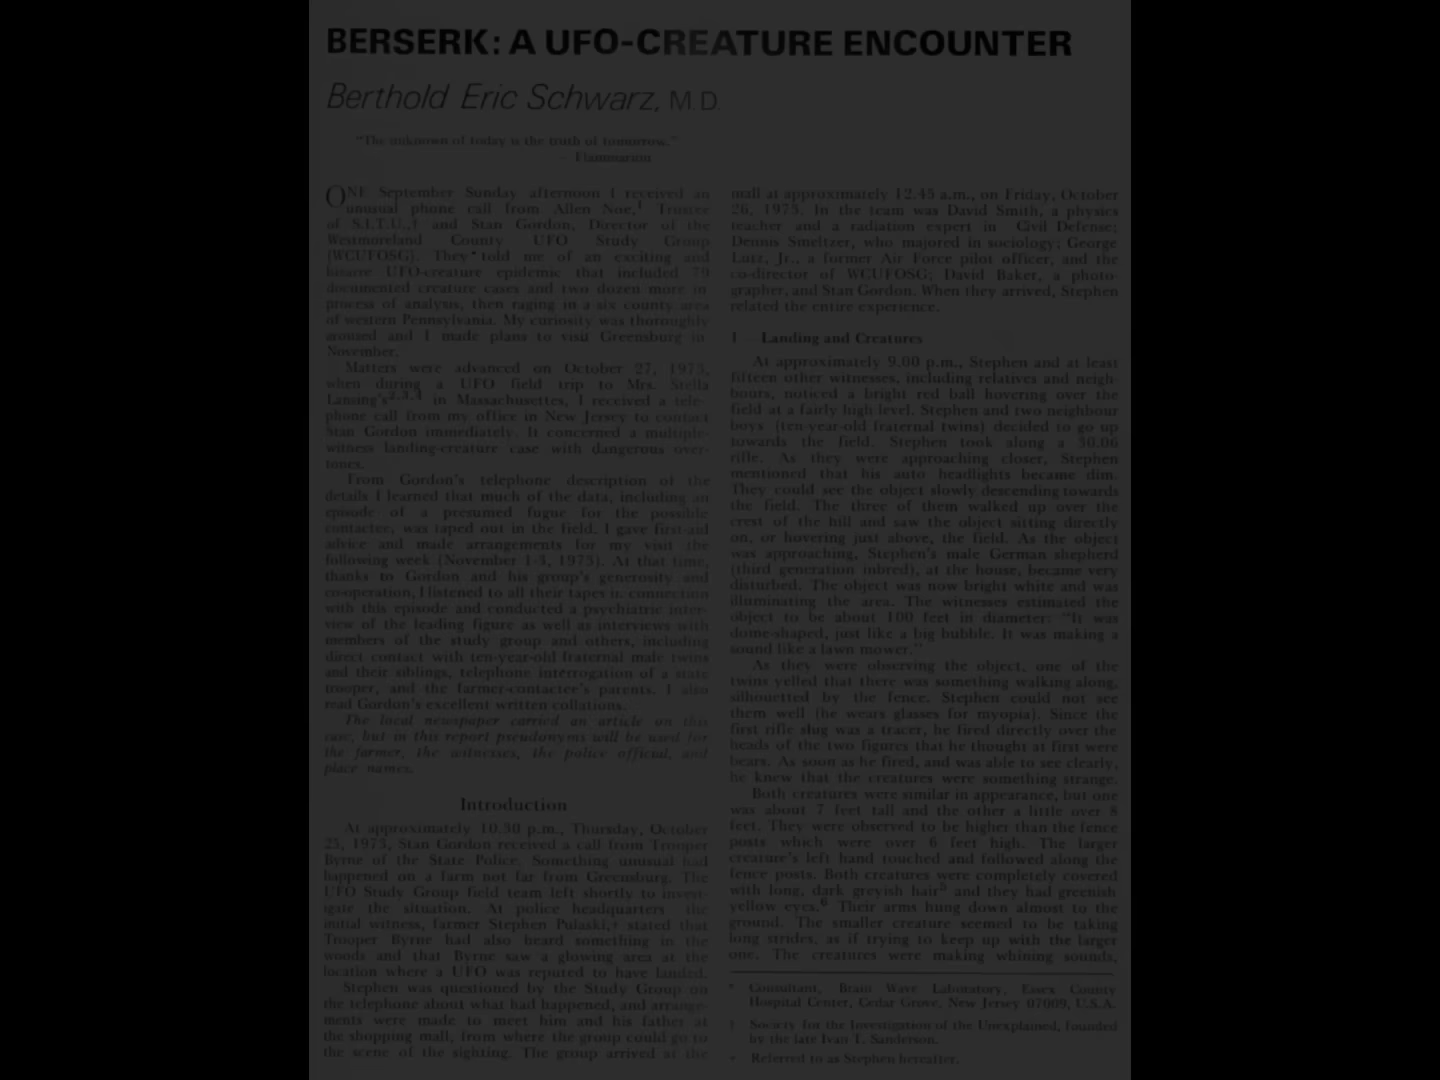 BERSERK: A UFO-CREATURE ENCOUNTER
Berthold Eric Schwarz, M.D.
"The unknown of today is the truth of tomorrow."
— Flammarion
ONE September Sunday afternoon I received an
unusual phone call from Allen Noe,¹ Trustee
of S.I.T.U.,† and Stan Gordon, Director of the
Westmoreland County UFO Study Group
(WCUFOSG). They told me of an exciting and
bizarre UFO-creature epidemic that included 79
documented creature cases and two dozen more in
process of analysis, then raging in a six county area
of western Pennsylvania. My curiosity was thoroughly
aroused and I made plans to visit Greensburg in
November.
Matters were advanced on October 27, 1973,
when during a UFO field trip to Mrs. Stella
Lansing's²,³,⁴ in Massachusetts, I received a tele-
phone call from my office in New Jersey to contact
Stan Gordon immediately. It concerned a multiple-
witness landing-creature case with dangerous over-
tones.
From Gordon's telephone description of the
details I learned that much of the data, including an
episode of a presumed fugue for the possible
contactee, was taped out in the field. I gave first-aid
advice and made arrangements for my visit the
following week (November 1-3, 1973). At that time,
thanks to Gordon and his group's generosity and
co-operation, I listened to all their tapes in connection
with this episode and conducted a psychiatric inter-
view of the leading figure as well as interviews with
members of the study group and others, including
direct contact with ten-year-old fraternal male twins
and their siblings, telephone interrogation of a state
trooper, and the farmer-contactee's parents. I also
read Gordon's excellent written collations.
The local newspaper carried an article on this
case, but in this report pseudonyms will be used for
the farmer, the witnesses, the police official, and
place names.
Introduction
At approximately 10.30 p.m., Thursday, October
25, 1973, Stan Gordon received a call from Trooper
Byrne of the State Police. Something unusual had
happened on a farm not far from Greensburg. The
UFO Study Group field team left shortly to invest-
igate the situation. At police headquarters the
initial witness, farmer Stephen Pulaski,+ stated that
Trooper Byrne had also heard something in the
woods and that Byrne saw a glowing area at the
location where a UFO was reputed to have landed.
Stephen was questioned by the Study Group on
the telephone about what had happened, and arrange-
ments were made to meet him and his father at
the shopping mall, from where the group could go to
the scene of the sighting. The group arrived at the
mall at approximately 12.45 a.m., on Friday, October
26, 1973. In the team was David Smith, a physics
teacher and a radiation expert in Civil Defense;
Dennis Smeltzer, who majored in sociology; George
Lutz, Jr., a former Air Force pilot officer, and the
co-director of WCUFOSG; David Baker, a photo-
grapher, and Stan Gordon. When they arrived, Stephen
related the entire experience.
1 Landing and Creatures
At approximately 9.00 p.m., Stephen and at least
fifteen other witnesses, including relatives and neigh-
bours, noticed a bright red ball hovering over the
field at a fairly high level. Stephen and two neighbour
boys (ten-year-old fraternal twins) decided to go up
towards the field. Stephen took along a 30.06
rifle. As they were approaching closer, Stephen
mentioned that his auto headlights became dim.
They could see the object slowly descending towards
the field. The three of them walked up over the
crest of the hill and saw the object sitting directly
on, or hovering just above, the field. As the object
was approaching, Stephen's male German shepherd
(third generation inbred), at the house, became very
disturbed. The object was now bright white and was
illuminating the area. The witnesses estimated the
object to be about 100 feet in diameter: "It was
dome-shaped, just like a big bubble. It was making a
sound like a lawn mower."
As they were observing the object, one of the
twins yelled that there was something walking along,
silhouetted by the fence. Stephen could not see
them well (he wears glasses for myopia). Since the
first rifle slug was a tracer, he fired directly over the
heads of the two figures that he thought at first were
bears. As soon as he fired, and was able to see clearly,
he knew that the creatures were something strange.
Both creatures were similar in appearance, but one
was about 7 feet tall and the other a little over 8
feet. They were observed to be higher than the fence
posts which were over 6 feet high. The larger
creature's left hand touched and followed along the
fence posts. Both creatures were completely covered
with long, dark greyish hair⁵ and they had greenish
yellow eyes.⁶ Their arms hung down almost to the
ground. The smaller creature seemed to be taking
long strides, as if trying to keep up with the larger
one. The creatures were making whining sounds,
* Consultant, Brain Wave Laboratory, Essex County
Hospital Center, Cedar Grove, New Jersey 07009, U.S.A.
† Society for the Investigation of the Unexplained, founded
by the late Ivan T. Sanderson.
+ Referred to as Stephen hereafter.